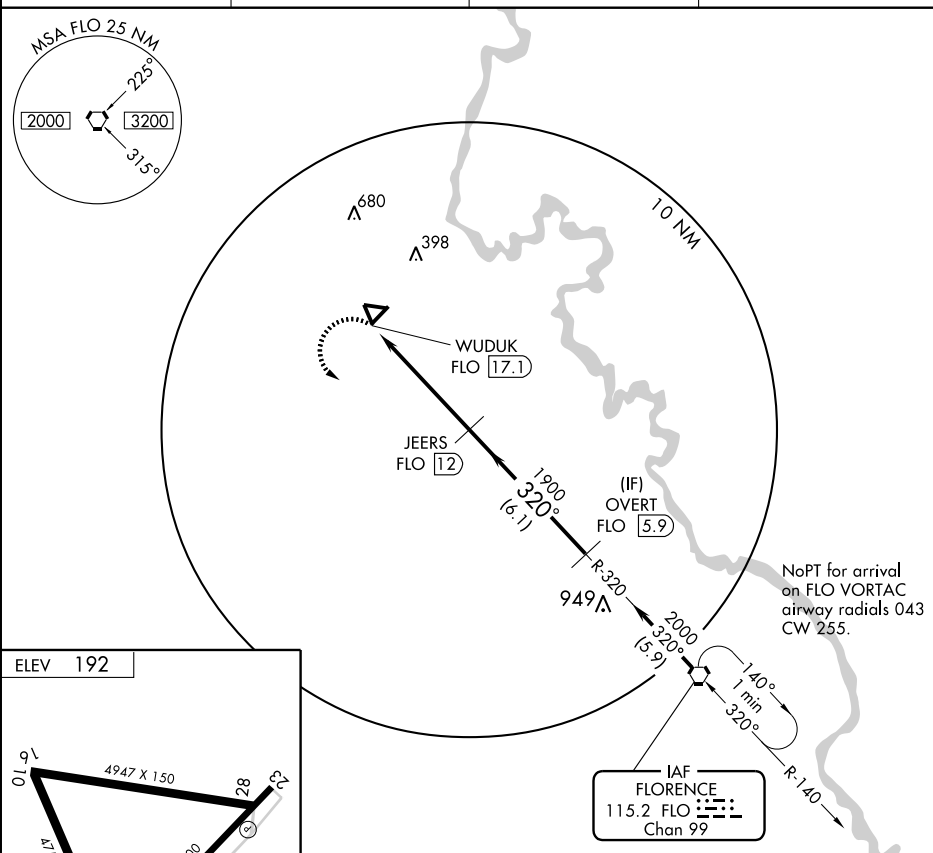 MSA FLO 25 NM
225°
2000
3200
315°
680
398
10 NM
WUDUK
FLO 17.1
JEERS
FLO 12
1900
320°
(6.1)
(IF)
OVERT
FLO 5.9
R-320
949
2000
320°
(5.9)
NoPT for arrival
on FLO VORTAC
airway radials 043
CW 255.
140°
1 min
320°
R-140
IAF
FLORENCE
115.2 FLO
Chan 99
ELEV 192
16
10
4947 X 150
28
23
P